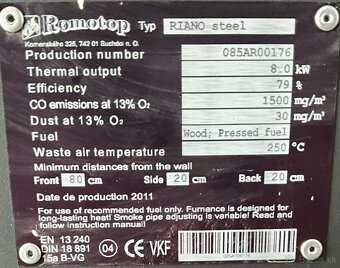 Romotop Typ RIANO steel
Komenského 325, 742 01 Suchdol n. O.
Production number 085AR00176
Thermal output 8.0 kW
Efficiency 79 %
CO emissions at 13% O₂ 1500 mg/m³
Dust at 13% O₂ 30 mg/m³
Fuel Wood; Pressed fuel
Waste air temperature 250 °C
Minimum distances from the wall
Front 80 cm Side 20 cm Back 20 cm
Date de production 2011
For use of recommended fuel only. Furnace is not designed for
long-lasting heat! Smoke pipe adjusting is variable! Read and
follow instruction
EN 13 240
DIN 18 891
15a B-VG
04 CE VKF